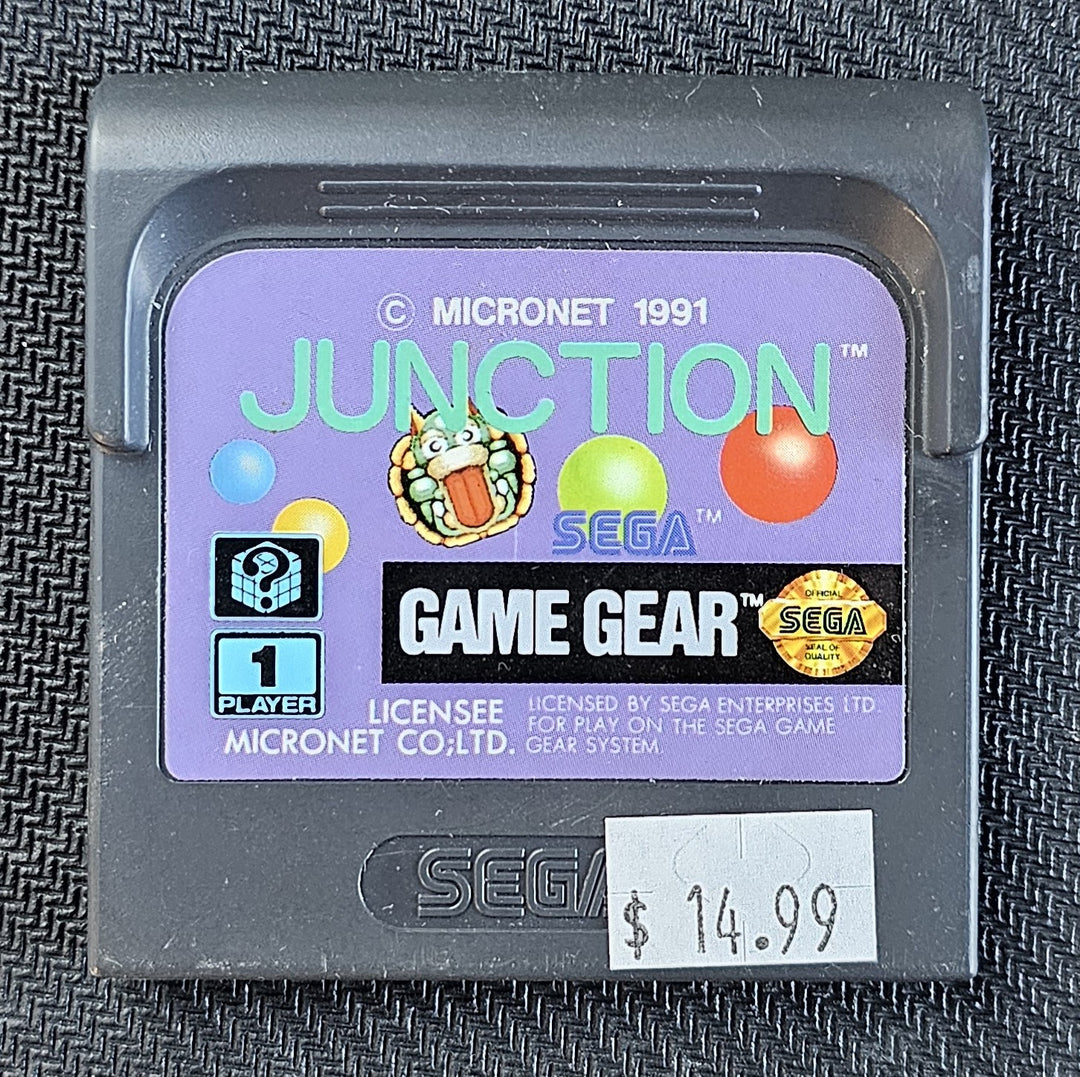 © MICRONET 1991
JUNCTION™
SEGA™
?
GAME GEAR™
OFFICIAL
SEGA
SEAL OF
QUALITY
1
PLAYER
LICENSEE
MICRONET CO;LTD.
LICENSED BY SEGA ENTERPRISES LTD.
FOR PLAY ON THE SEGA GAME
GEAR SYSTEM.
SEGA
$ 14.99